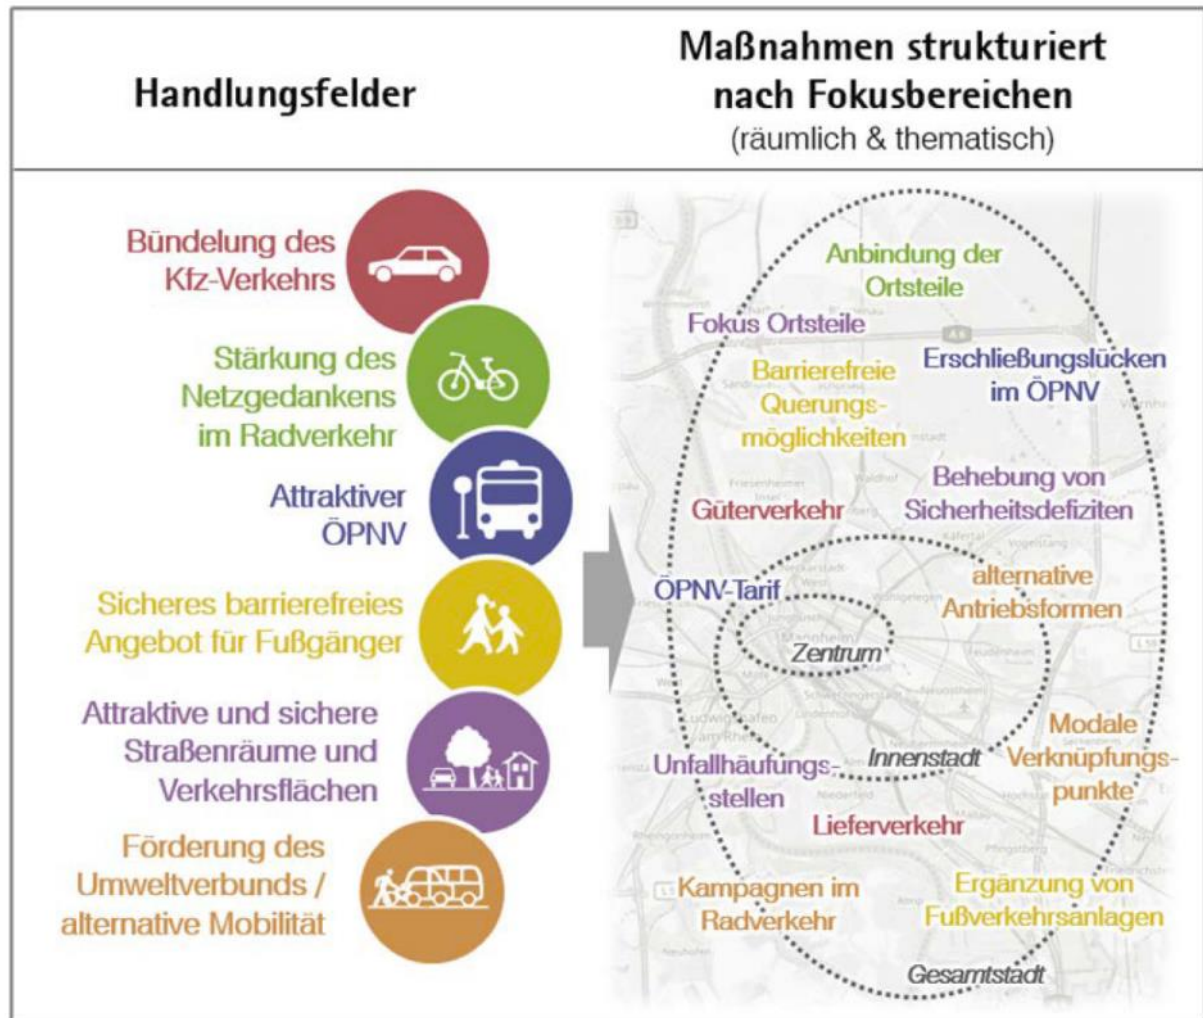 Handlungsfelder
Maßnahmen strukturiert
nach Fokusbereichen
(räumlich & thematisch)
Bündelung des
Kfz-Verkehrs
Stärkung des
Netzgedankens
im Radverkehr
Attraktiver
ÖPNV
Sicheres barrierefreies
Angebot für Fußgänger
Attraktive und sichere
Straßenräume und
Verkehrsflächen
Förderung des
Umweltverbunds /
alternative Mobilität
Anbindung der
Ortsteile
Fokus Ortsteile
Erschließungslücken
im ÖPNV
Barrierefreie
Querungs-
möglichkeiten
Behebung von
Sicherheitsdefiziten
Güterverkehr
ÖPNV-Tarif
alternative
Antriebsformen
Mannheim
Zentrum
Innenstadt
Modale
Verknüpfungs-
punkte
Unfallhäufungs-
stellen
Lieferverkehr
Kampagnen im
Radverkehr
Ergänzung von
Fußverkehrsanlagen
Gesamtstadt